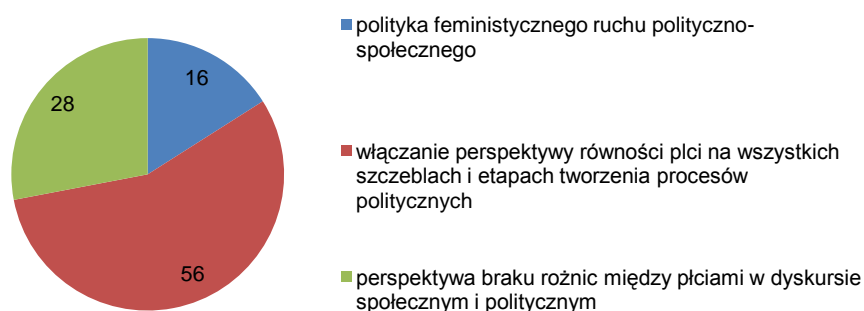 16
28
56
polityka feministycznego ruchu polityczno-
społecznego
włączanie perspektywy równości plci na wszystkich
szczeblach i etapach tworzenia procesów
politycznych
perspektywa braku rożnic między płciami w dyskursie
społecznym i politycznym